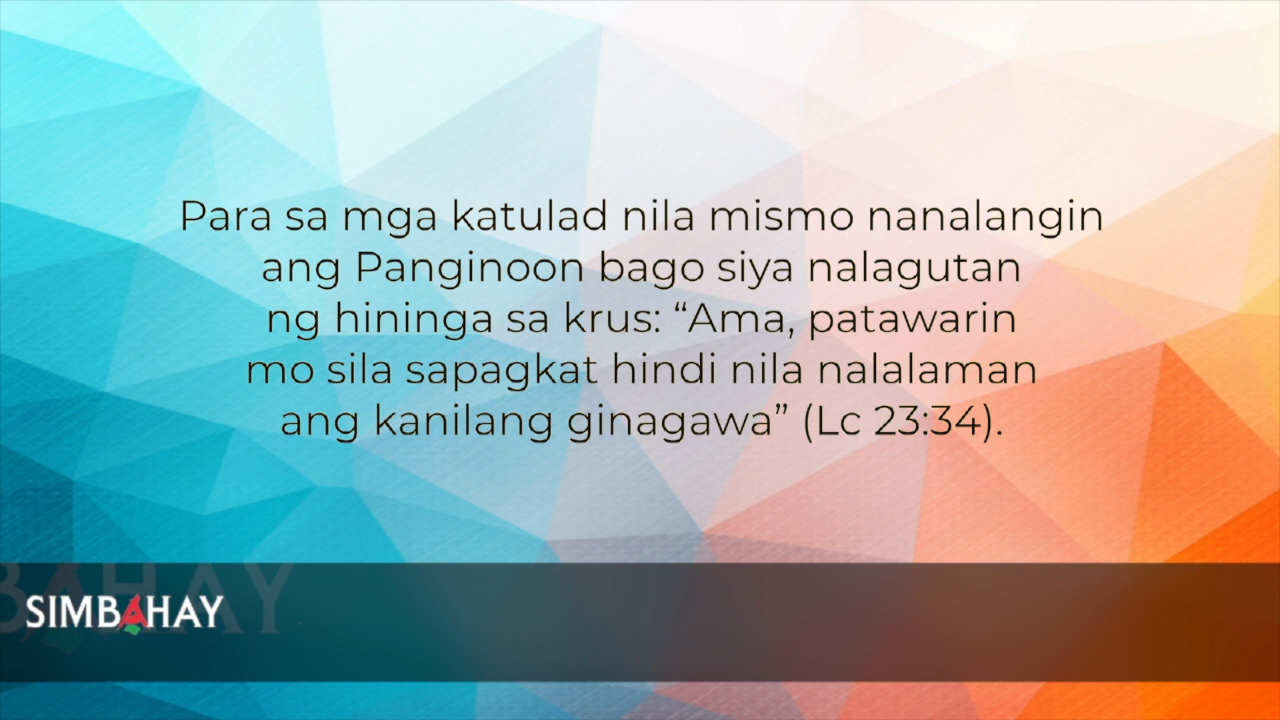 Para sa mga katulad nila mismo nanalangin
ang Panginoon bago siya nalagutan
ng hininga sa krus: “Ama, patawarin
mo sila sapagkat hindi nila nalalaman
ang kanilang ginagawa” (Lc 23:34).
SIMBAHAY